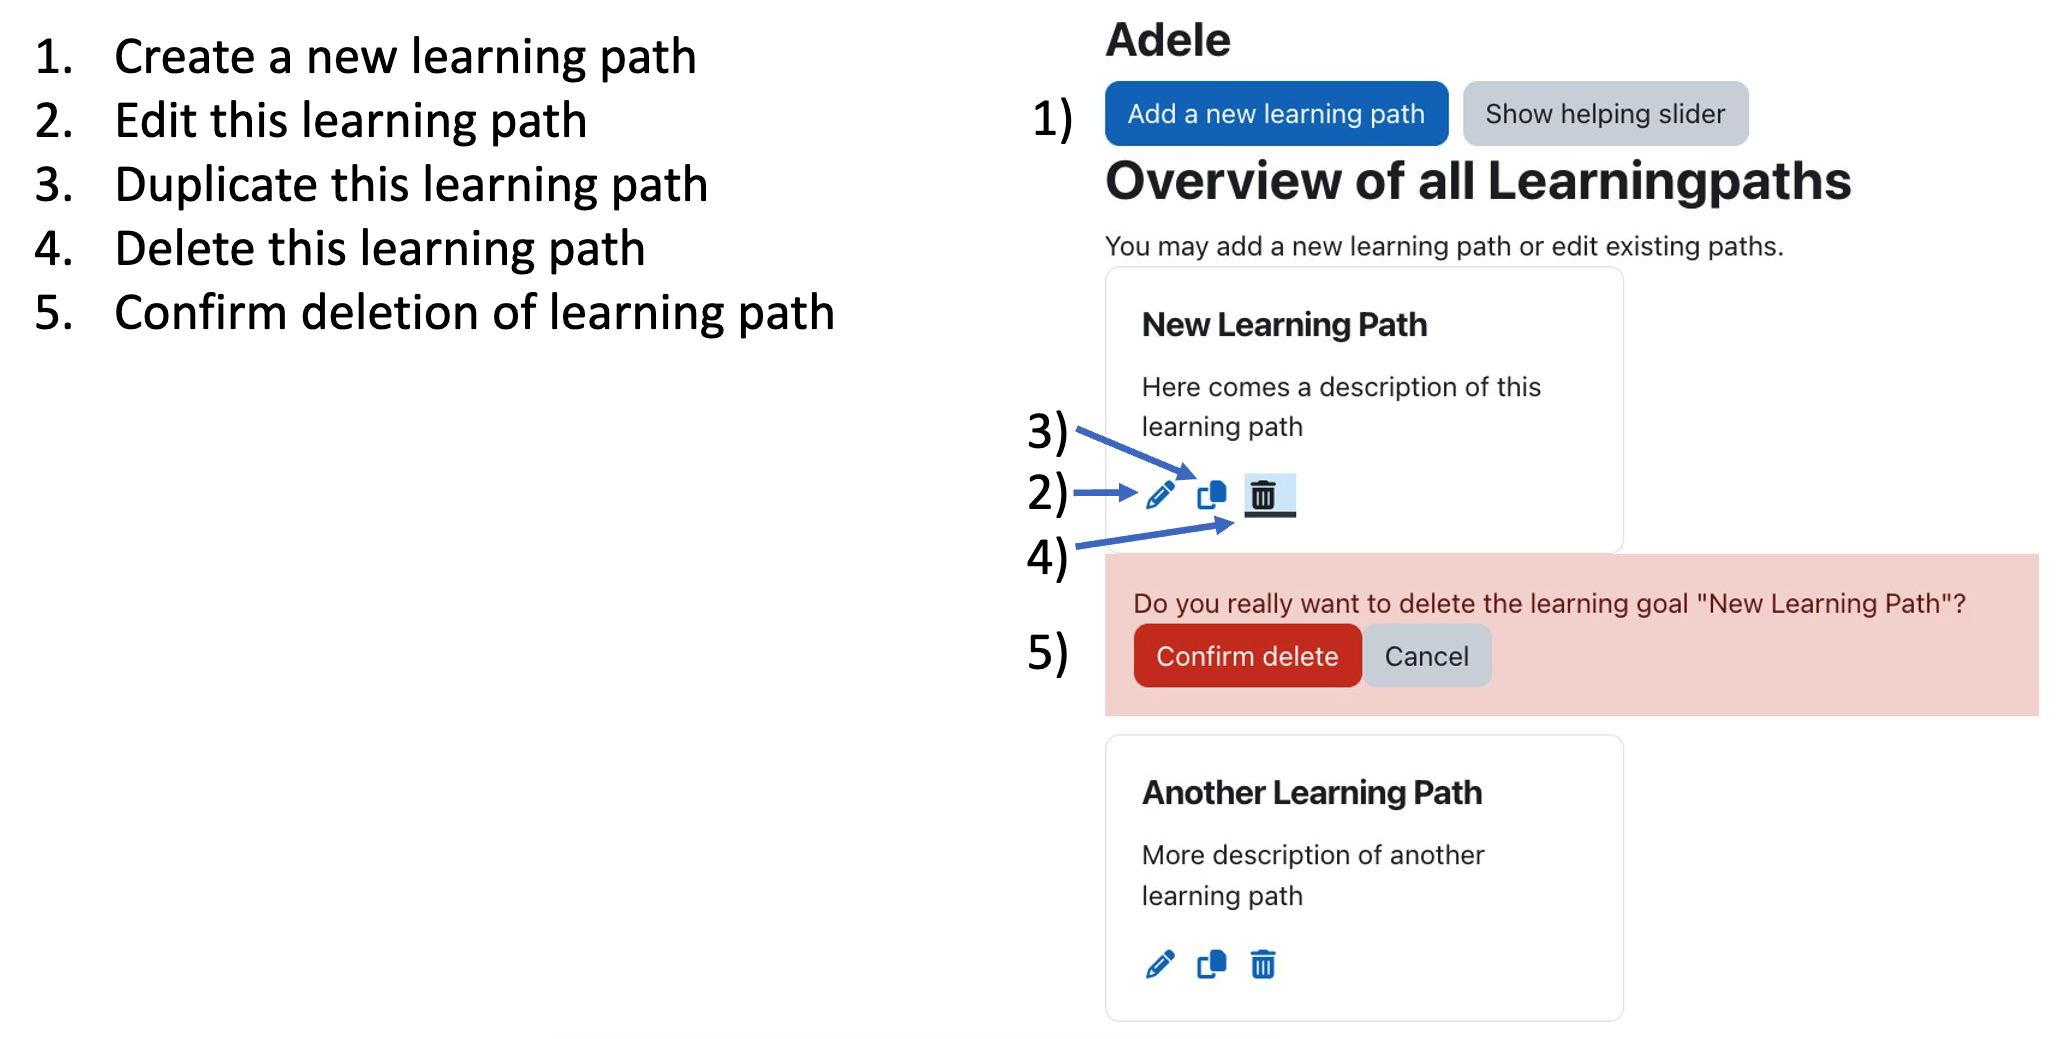 1. Create a new learning path
2. Edit this learning path
3. Duplicate this learning path
4. Delete this learning path
5. Confirm deletion of learning path
Adele
1) Add a new learning path Show helping slider
Overview of all Learningpaths
You may add a new learning path or edit existing paths.
New Learning Path
Here comes a description of this
learning path
3)
2)
4)
Do you really want to delete the learning goal "New Learning Path"?
5) Confirm delete Cancel
Another Learning Path
More description of another
learning path